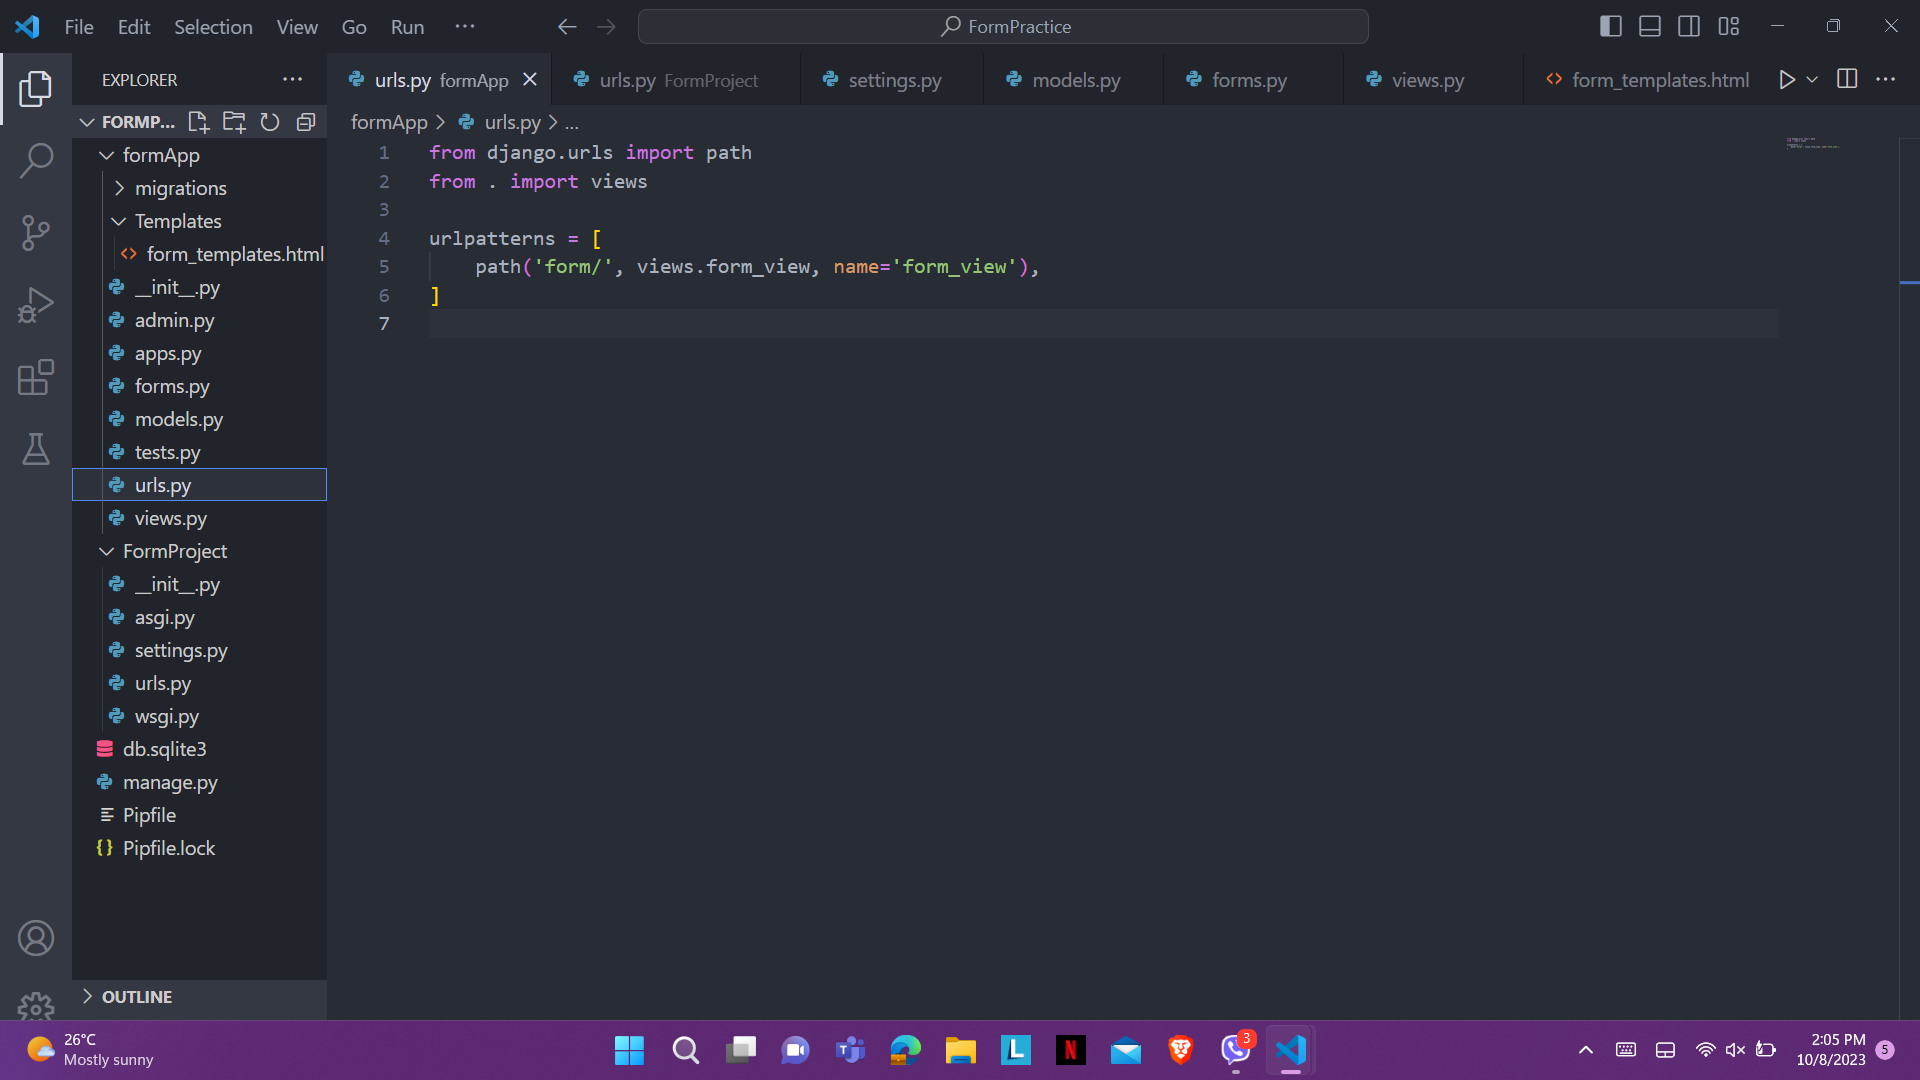 File Edit Selection View Go Run ···
FormPractice
EXPLORER ···
urls.py formApp
urls.py FormProject
settings.py
models.py
forms.py
views.py
form_templates.html
FORMP...
formApp > urls.py > ...
formApp
migrations
Templates
form_templates.html
__init__.py
admin.py
apps.py
forms.py
models.py
tests.py
urls.py
views.py
FormProject
__init__.py
asgi.py
settings.py
urls.py
wsgi.py
db.sqlite3
manage.py
Pipfile
Pipfile.lock
OUTLINE
1 from django.urls import path
2 from . import views
3
4 urlpatterns = [
5     path('form/', views.form_view, name='form_view'),
6 ]
7
26°C
Mostly sunny
L
N
3
2:05 PM
10/8/2023
5